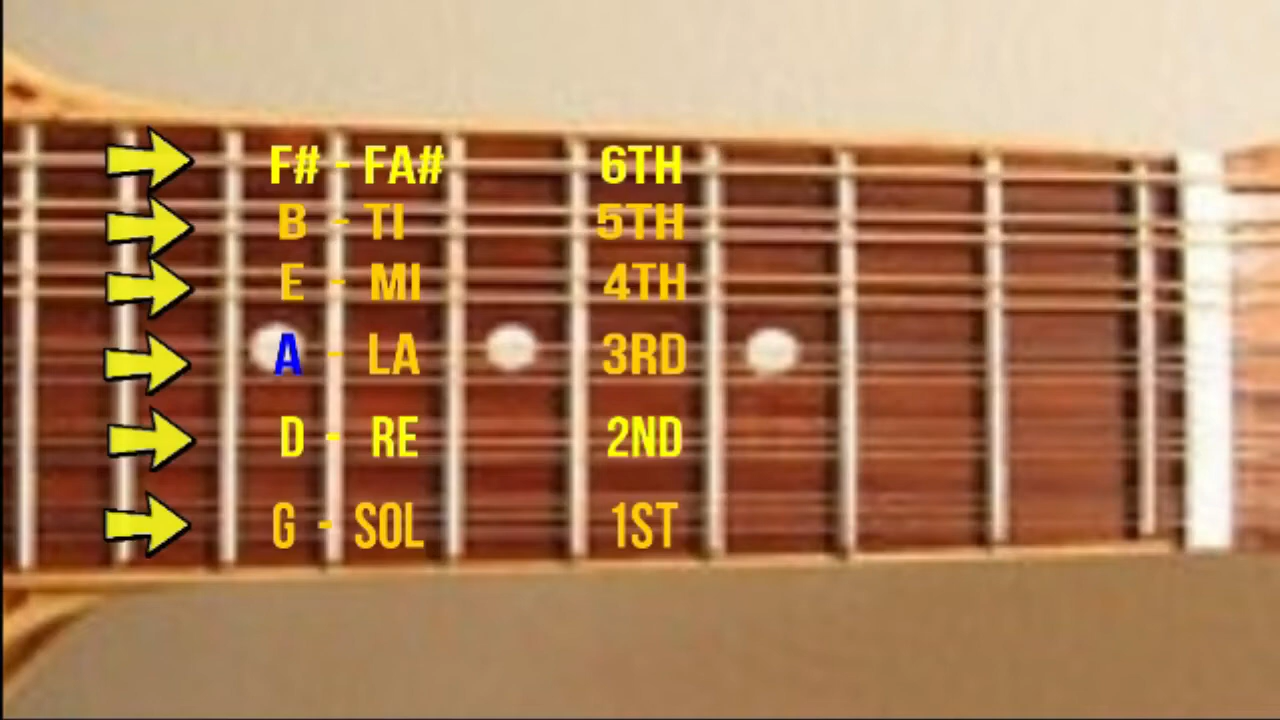 F# - FA# 6TH
B - TI 5TH
E - MI 4TH
A - LA 3RD
D - RE 2ND
G - SOL 1ST